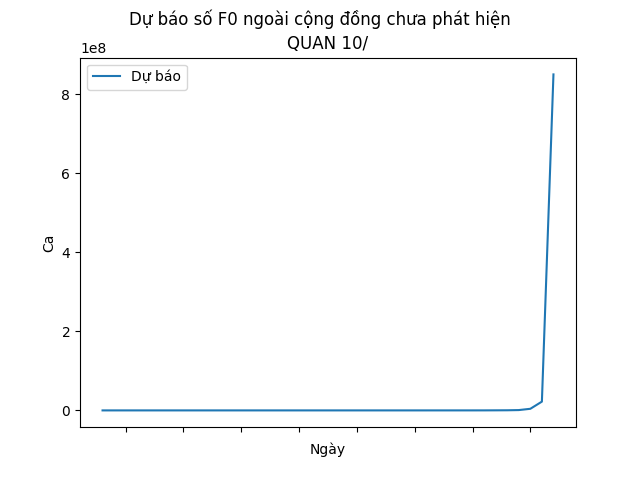 Dự báo số F0 ngoài cộng đồng chưa phát hiện
QUAN 10/
1e8
Dự báo
8
6
4
2
0
Ca
Ngày